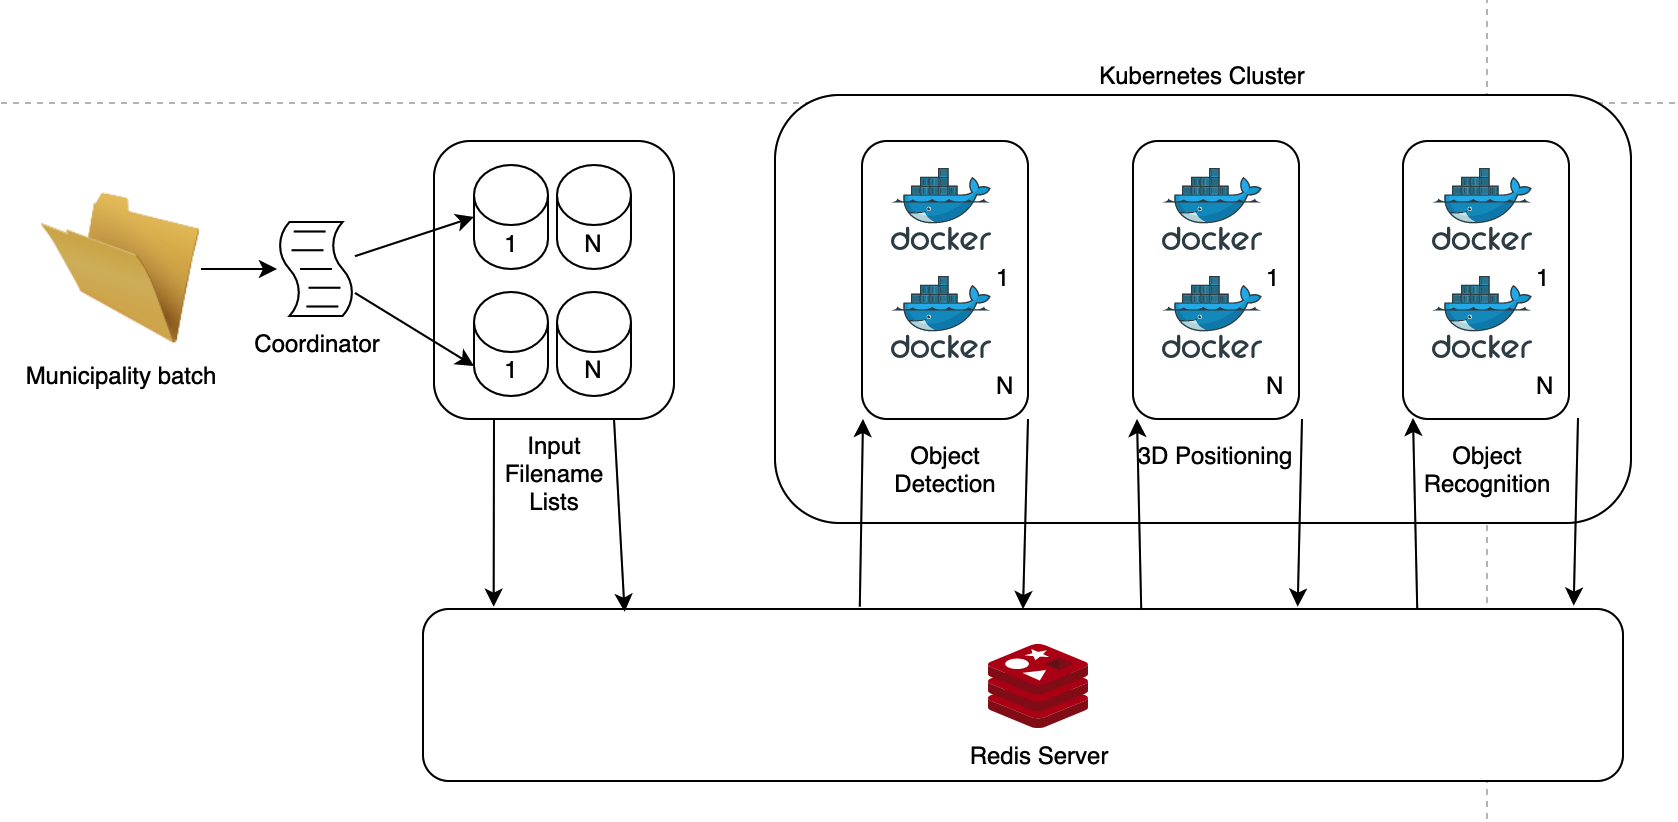 Kubernetes Cluster
Municipality batch
Coordinator
1
N
1
N
Input
Filename
Lists
docker
1
docker
N
Object
Detection
docker
1
docker
N
3D Positioning
docker
1
docker
N
Object
Recognition
Redis Server